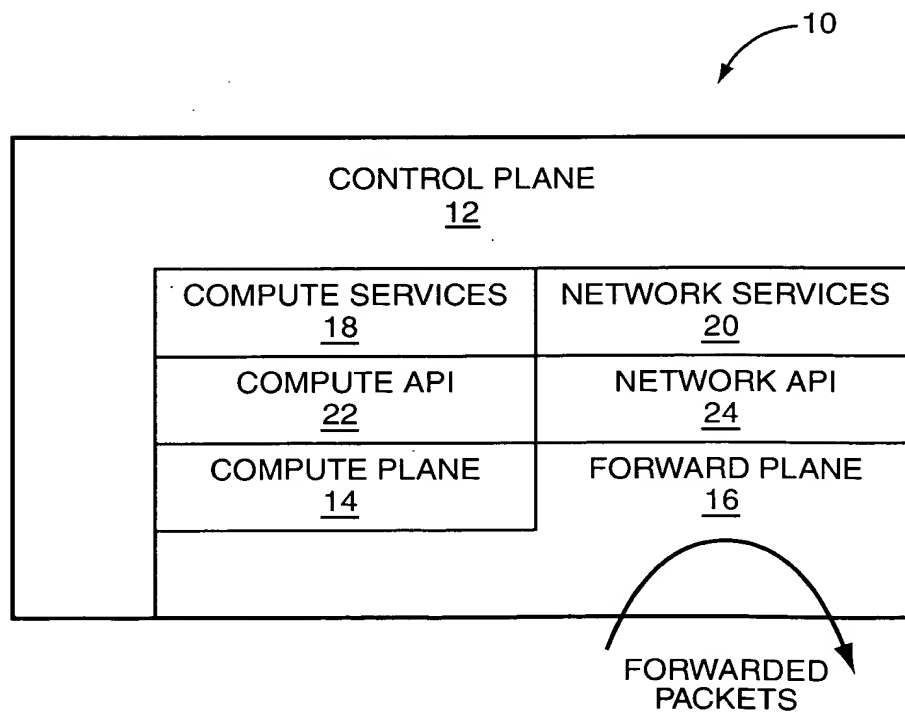 10
CONTROL PLANE
12
COMPUTE SERVICES
18
NETWORK SERVICES
20
COMPUTE API
22
NETWORK API
24
COMPUTE PLANE
14
FORWARD PLANE
16
FORWARDED
PACKETS